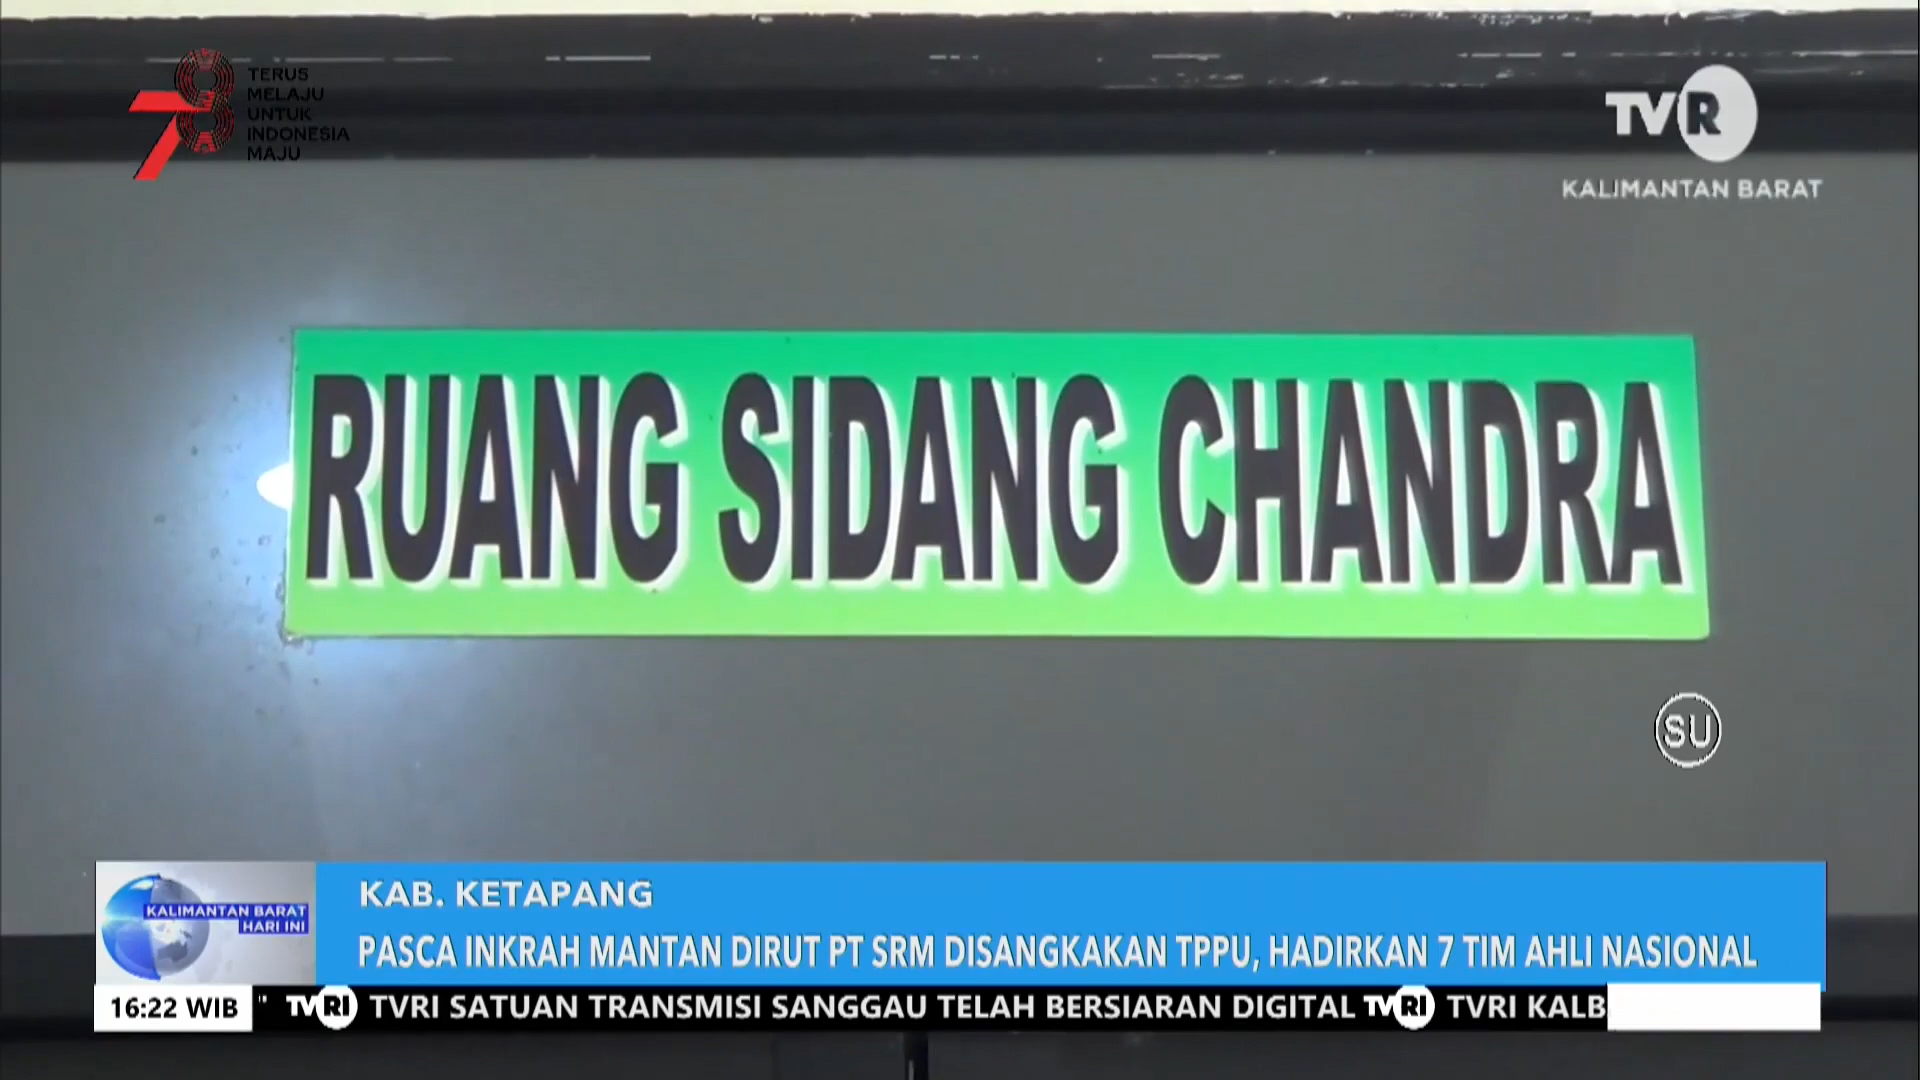 78
TERUS
MELAJU
UNTUK
INDONESIA
MAJU
TVR
KALIMANTAN BARAT
RUANG SIDANG CHANDRA
SU
KALIMANTAN BARAT
HARI INI
KAB. KETAPANG
PASCA INKRAH MANTAN DIRUT PT SRM DISANGKAKAN TPPU, HADIRKAN 7 TIM AHLI NASIONAL
16:22 WIB " TVRI TVRI SATUAN TRANSMISI SANGGAU TELAH BERSIARAN DIGITAL TVRI TVRI KALB